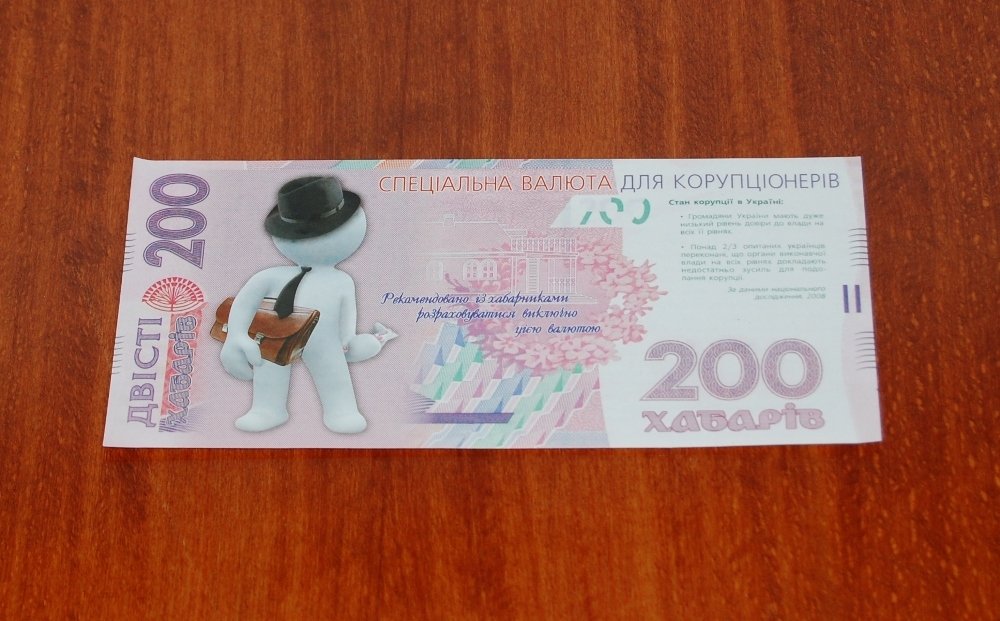 СПЕЦІАЛЬНА ВАЛЮТА ДЛЯ КОРУПЦІОНЕРІВ
200
ДВІСТІ
ХАБАРІВ
Рекомендовано із хабарниками
розраховуватися виключно
цією валютою
Стан корупції в Україні:
• Громадяни України мають дуже
низький рівень довіри до влади на
всіх її рівнях.
• Понад 2/3 опитаних українців
переконані, що органи виконавчої
влади на всіх рівнях докладають
недостатньо зусиль для подо-
лання корупції.
За даними національного
дослідження, 2008
200
ХАБАРІВ